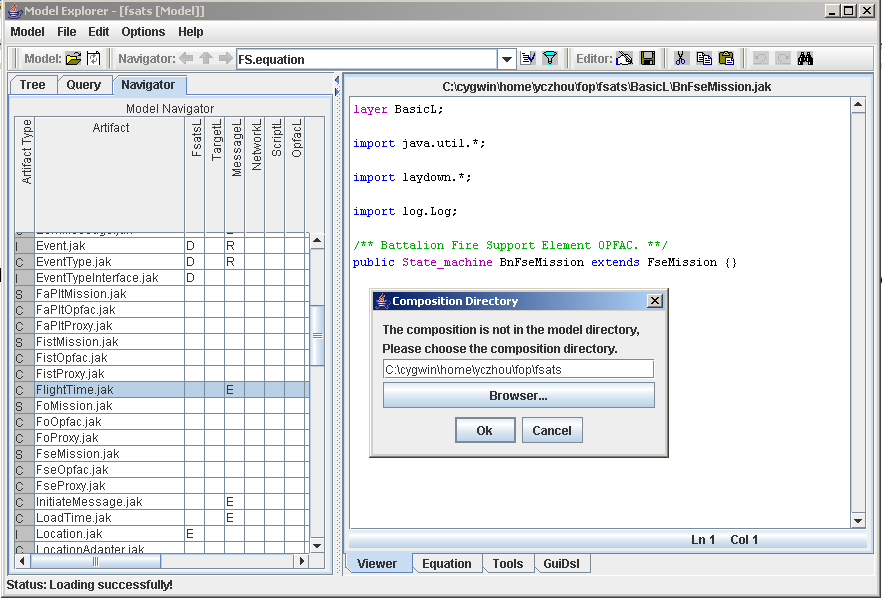 Model Explorer - [fsats [Model]]
Model File Edit Options Help
Model: Navigator: FS.equation Editor:
Tree Query Navigator
Model Navigator
Artifact Type Artifact FsatsL TargetL MessageL NetworkL ScriptL OpfacL
I Event.jak D R
C EventType.jak D R
I EventTypeInterface.jak D
S FaPltMission.jak
C FaPltOpfac.jak
C FaPltProxy.jak
S FistMission.jak
C FistOpfac.jak
C FistProxy.jak
C FlightTime.jak E
S FoMission.jak
C FoOpfac.jak
C FoProxy.jak
S FseMission.jak
C FseOpfac.jak
C FseProxy.jak
C InitiateMessage.jak E
C LoadTime.jak E
I Location.jak E
C LocationAdapter.jak
C:\cygwin\home\yczhou\fop\fsats\BasicL\BnFseMission.jak
layer BasicL;
import java.util.*;
import laydown.*;
import log.Log;
/** Battalion Fire Support Element OPFAC. **/
public State_machine BnFseMission extends FseMission {}
Composition Directory
The composition is not in the model directory,
Please choose the composition directory.
C:\cygwin\home\yczhou\fop\fsats
Browser...
Ok Cancel
Ln 1 Col 1
Viewer Equation Tools GuiDsl
Status: Loading successfully!